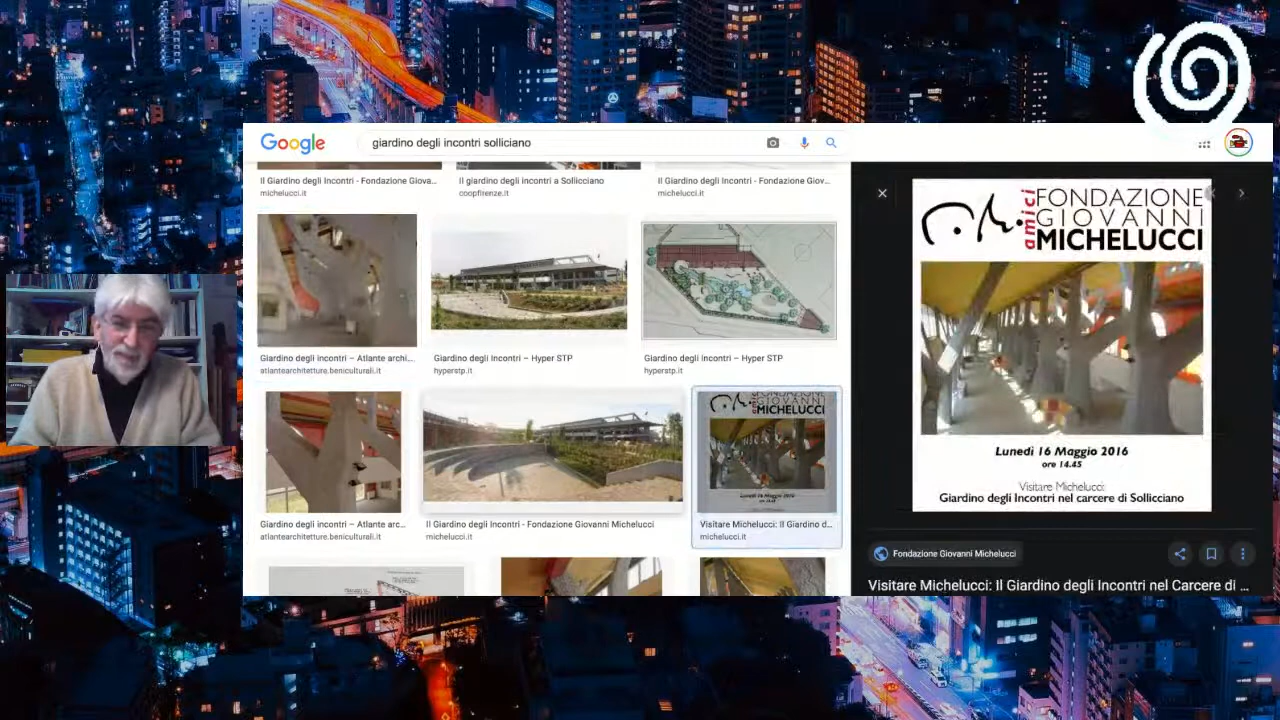 Google
giardino degli incontri solliciano
Il Giardino degli Incontri - Fondazione Giova...
michelucci.it
Il giardino degli incontri a Sollicciano
coopfirenze.it
Il Giardino degli Incontri - Fondazione Giov...
michelucci.it
Giardino degli incontri – Atlante archi...
atlantearchitetture.beniculturali.it
Giardino degli Incontri – Hyper STP
hyperstp.it
Giardino degli incontri – Hyper STP
hyperstp.it
Giardino degli incontri – Atlante arc...
atlantearchitetture.beniculturali.it
Il Giardino degli Incontri - Fondazione Giovanni Michelucci
michelucci.it
FONDAZIONE
GIOVANNI
MICHELUCCI
Visitare Michelucci: Il Giardino d...
michelucci.it
amici
FONDAZIONE
GIOVANNI
MICHELUCCI
Lunedì 16 Maggio 2016
ore 14.45
Visitare Michelucci:
Giardino degli Incontri nel carcere di Sollicciano
Fondazione Giovanni Michelucci
Visitare Michelucci: Il Giardino degli Incontri nel Carcere di ...